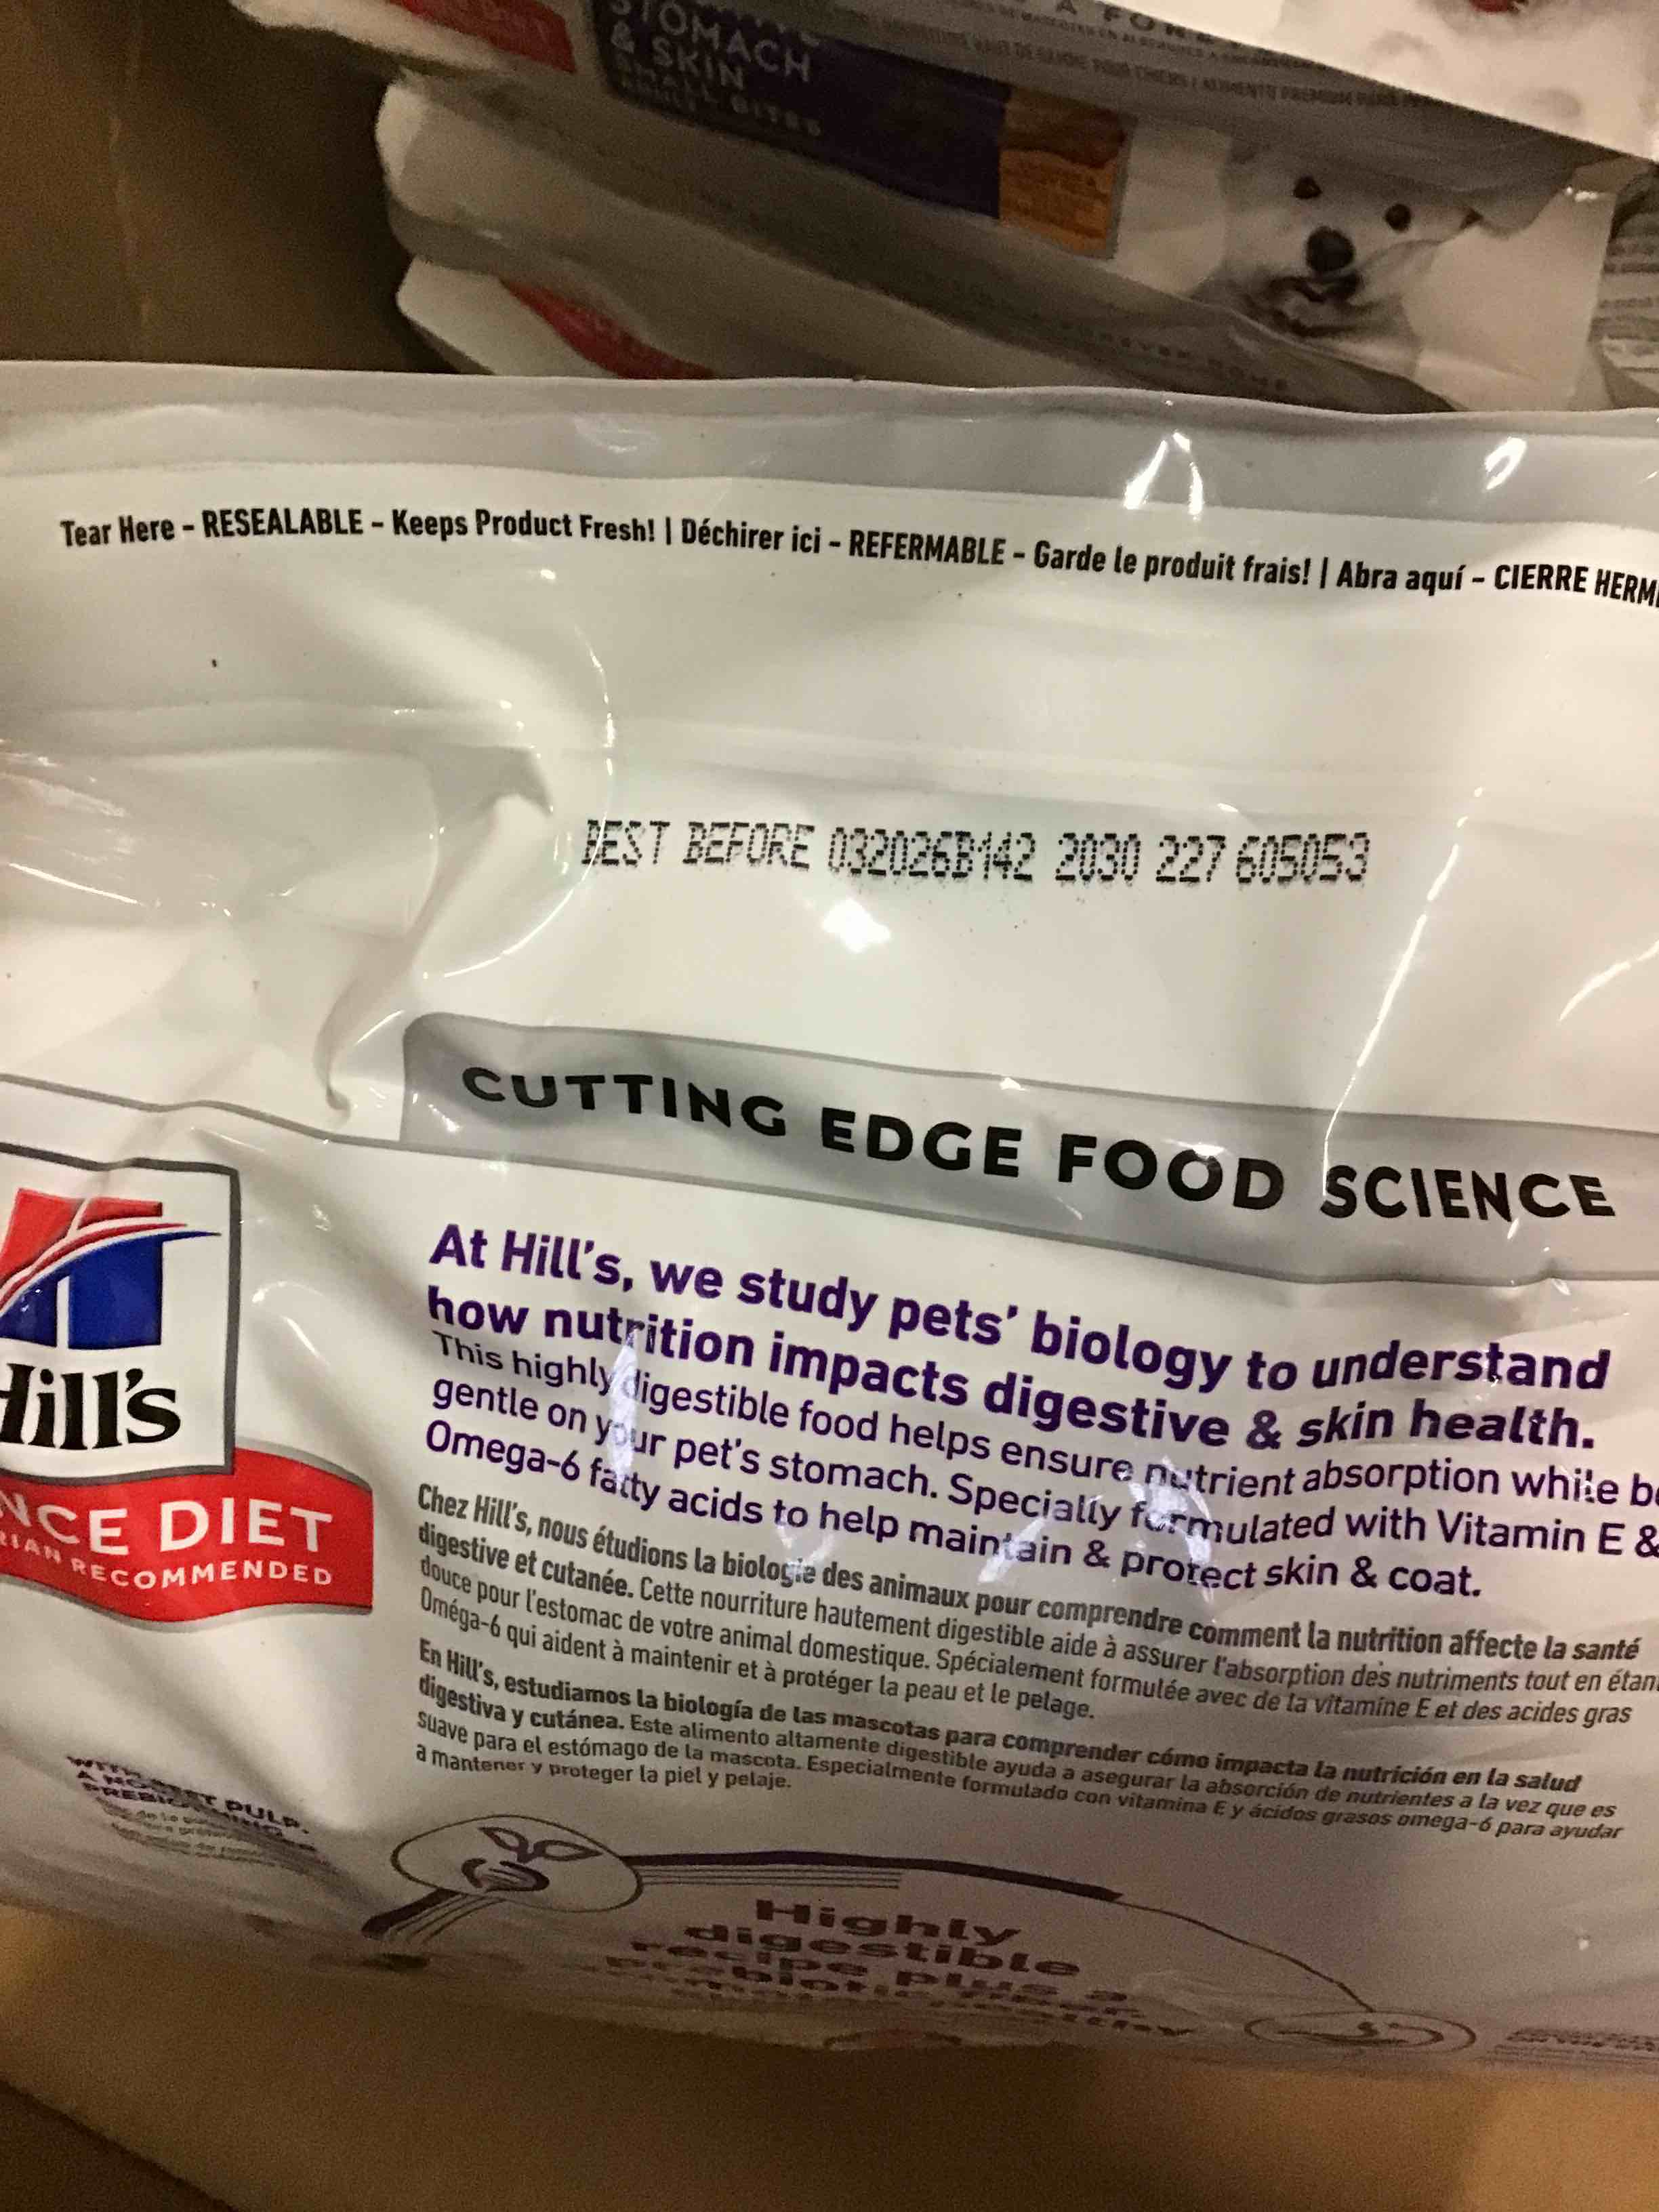 STOMACH
& SKIN
SMALL BITES
Tear Here - RESEALABLE - Keeps Product Fresh! | Déchirer ici - REFERMABLE - Garde le produit frais! | Abra aquí - CIERRE
BEST BEFORE 032026B142 2030 227 605053
CUTTING EDGE FOOD SCIENCE
At Hill's, we study pets' biology to understand
how nutrition impacts digestive & skin health.
This highly digestible food helps ensure nutrient absorption while
gentle on your pet's stomach. Specially formulated with Vitamin E &
Omega-6 fatty acids to help maintain & protect skin & coat.
Chez Hill's, nous étudions la biologie des animaux pour comprendre comment la nutrition affecte la santé
digestive et cutanée. Cette nourriture hautement digestible aide à assurer l'absorption des nutriments tout en étant
douce pour l'estomac de votre animal domestique. Spécialement formulée avec de la vitamine E et des acides gras
Oméga-6 qui aident à maintenir et à protéger la peau et le pelage.
En Hill's, estudiamos la biología de las mascotas para comprender cómo impacta la nutrición en la salud
digestiva y cutánea. Este alimento altamente digestible ayuda a asegurar la absorción de nutrientes a la vez que es
suave para el estómago de la mascota. Especialmente formulado con vitamina E y ácidos grasos omega-6 para ayudar
a mantener y proteger la piel y pelaje.
Hill's
DIET
RECOMMENDED
PULP,
Highly
digestible
recipe plus a